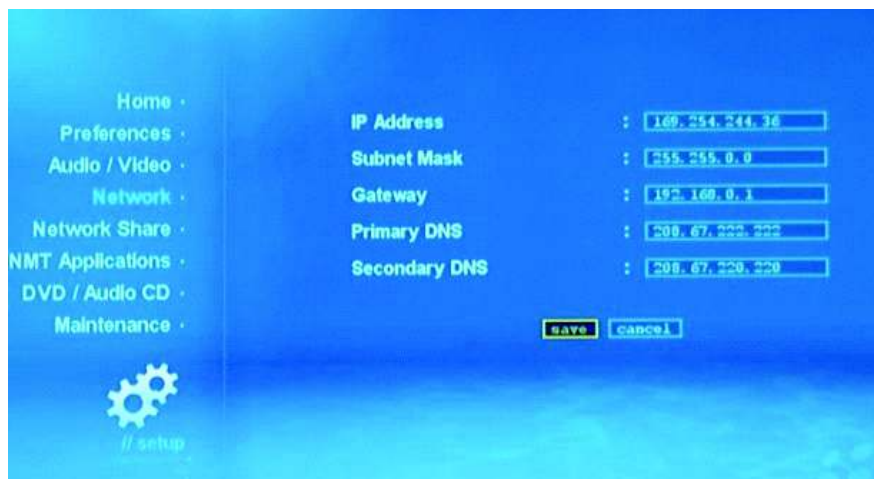 Home
Preferences
Audio / Video
Network
Network Share
NMT Applications
DVD / Audio CD
Maintenance
// setup
IP Address : 169.254.244.36
Subnet Mask : 255.255.0.0
Gateway : 192.168.0.1
Primary DNS : 208.67.222.222
Secondary DNS : 208.67.220.220
save cancel